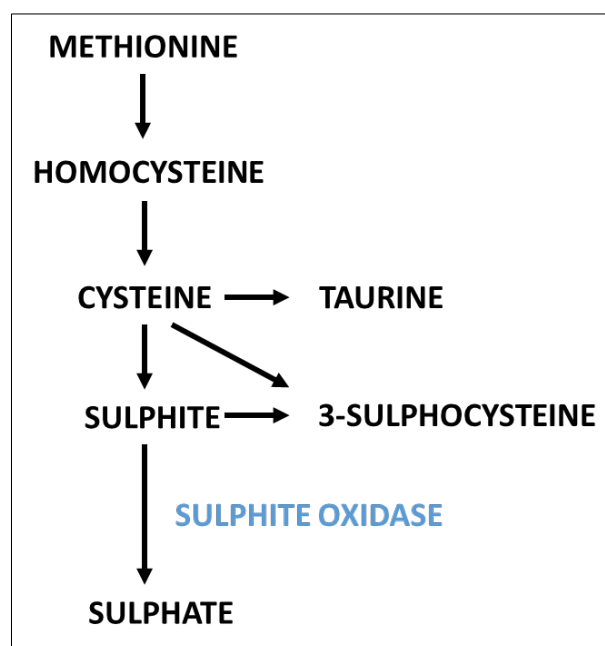 METHIONINE
HOMOCYSTEINE
CYSTEINE
TAURINE
SULPHITE
3-SULPHOCYSTEINE
SULPHITE OXIDASE
SULPHATE